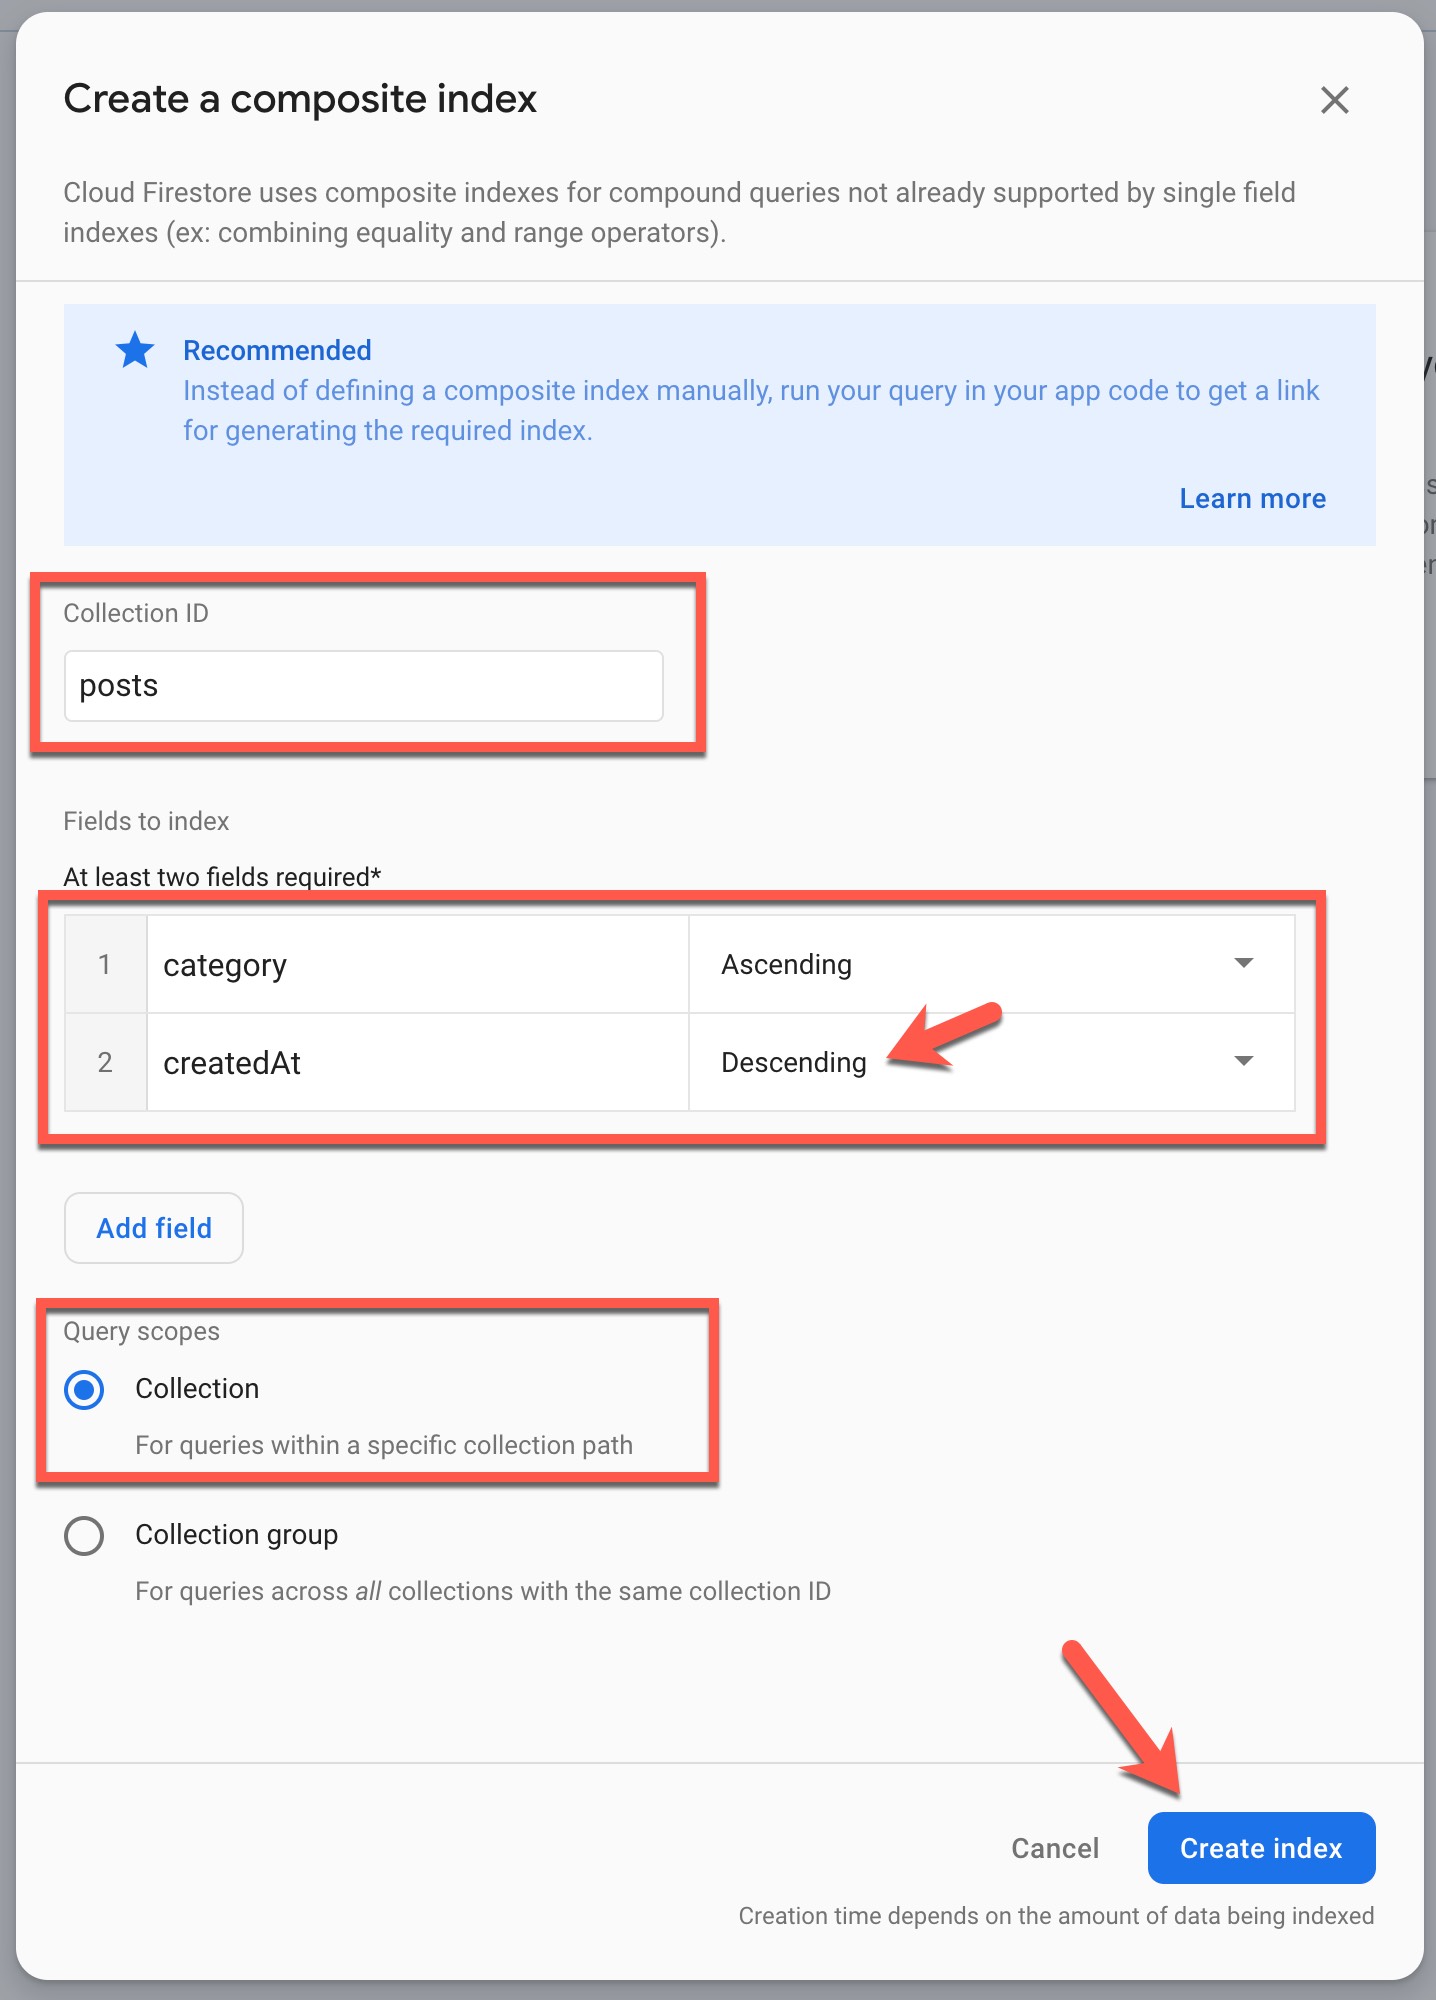 Create a composite index
Cloud Firestore uses composite indexes for compound queries not already supported by single field
indexes (ex: combining equality and range operators).
Recommended
Instead of defining a composite index manually, run your query in your app code to get a link
for generating the required index.
Learn more
Collection ID
posts
Fields to index
At least two fields required*
1 category Ascending
2 createdAt Descending
Add field
Query scopes
Collection
For queries within a specific collection path
Collection group
For queries across all collections with the same collection ID
Cancel Create index
Creation time depends on the amount of data being indexed